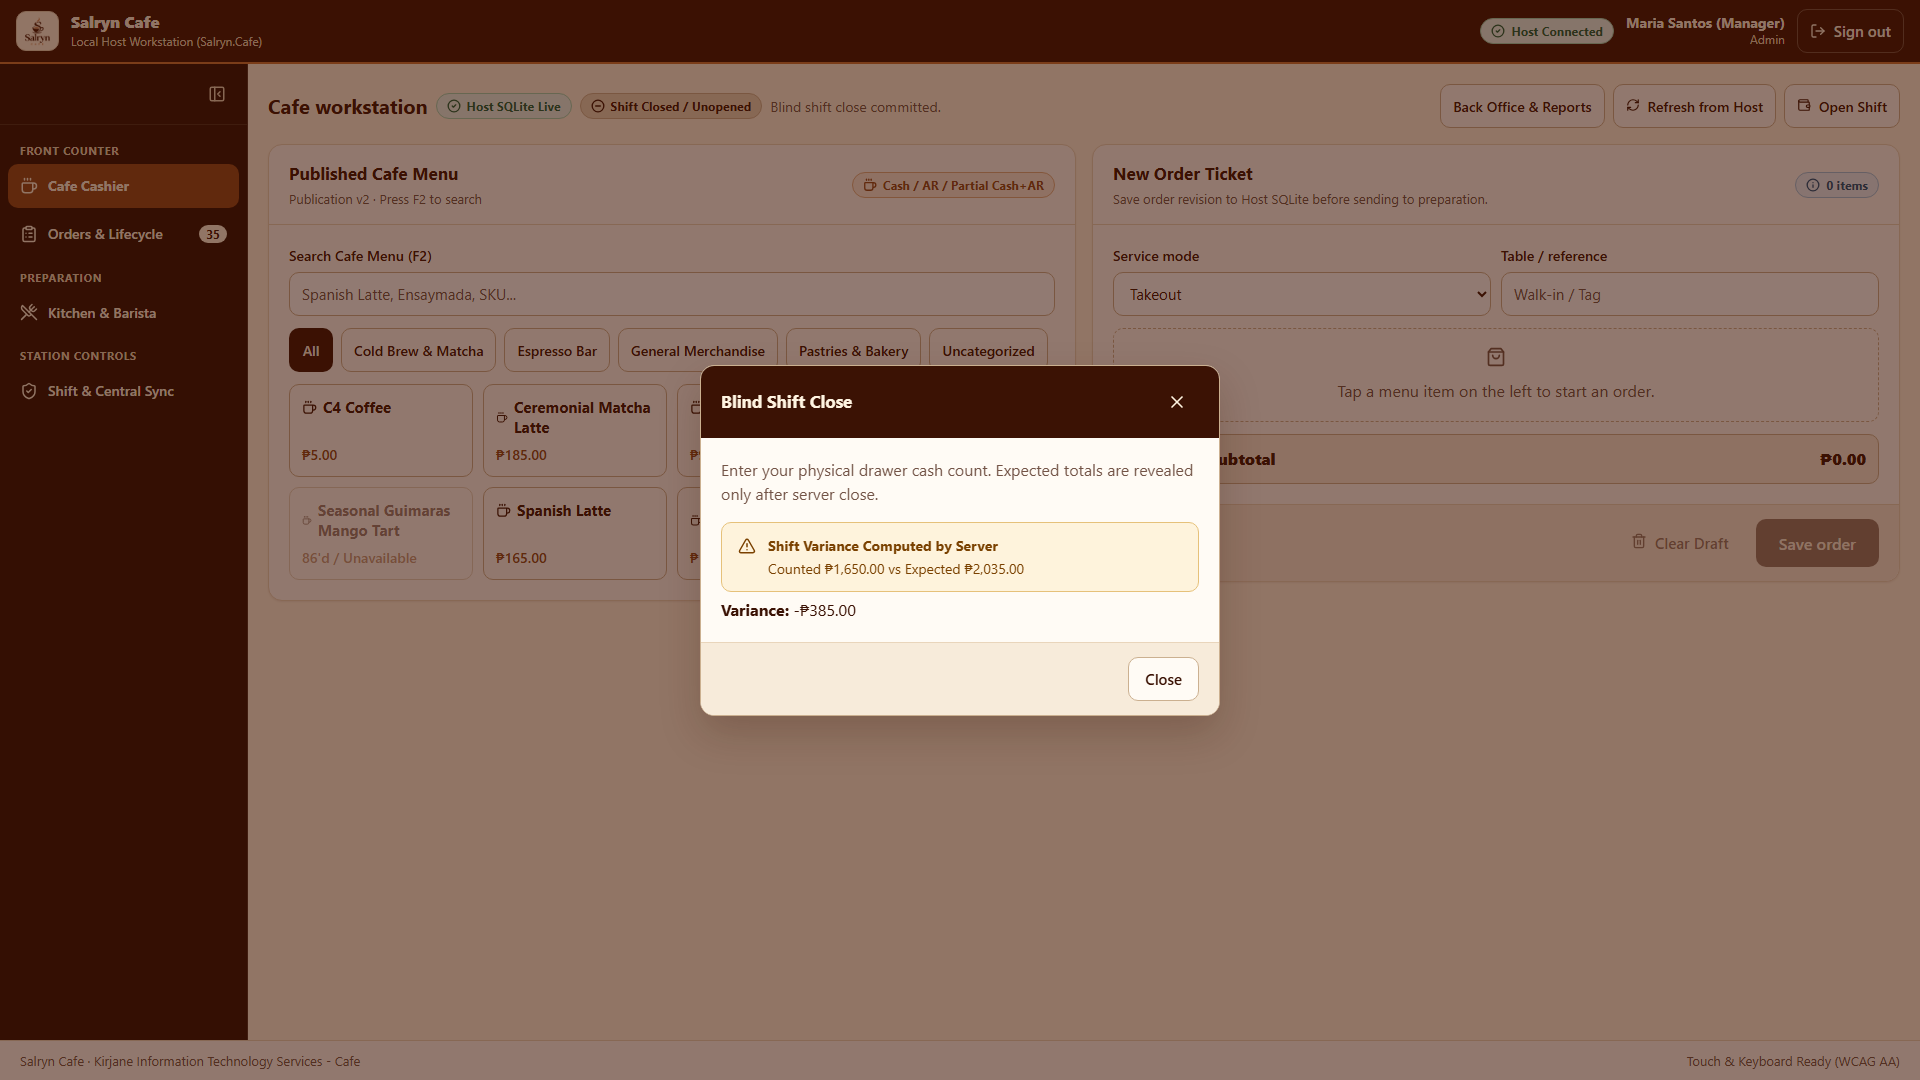 Salryn
Salryn Cafe
Local Host Workstation (Salryn.Cafe)
Host Connected
Maria Santos (Manager)
Admin
Sign out
FRONT COUNTER
Cafe Cashier
Orders & Lifecycle
35
PREPARATION
Kitchen & Barista
STATION CONTROLS
Shift & Central Sync
Cafe workstation
Host SQLite Live
Shift Closed / Unopened
Blind shift close committed.
Back Office & Reports
Refresh from Host
Open Shift
Published Cafe Menu
Publication v2 · Press F2 to search
Cash / AR / Partial Cash+AR
Search Cafe Menu (F2)
Spanish Latte, Ensaymada, SKU...
All
Cold Brew & Matcha
Espresso Bar
General Merchandise
Pastries & Bakery
Uncategorized
C4 Coffee
₱5.00
Ceremonial Matcha
Latte
₱185.00
₱
Seasonal Guimaras
Mango Tart
86'd / Unavailable
Spanish Latte
₱165.00
₱
New Order Ticket
Save order revision to Host SQLite before sending to preparation.
0 items
Service mode
Takeout
Table / reference
Walk-in / Tag
Tap a menu item on the left to start an order.
ubtotal
₱0.00
Clear Draft
Save order
Blind Shift Close
Enter your physical drawer cash count. Expected totals are revealed
only after server close.
Shift Variance Computed by Server
Counted ₱1,650.00 vs Expected ₱2,035.00
Variance: -₱385.00
Close
Salryn Cafe · Kirjane Information Technology Services - Cafe
Touch & Keyboard Ready (WCAG AA)